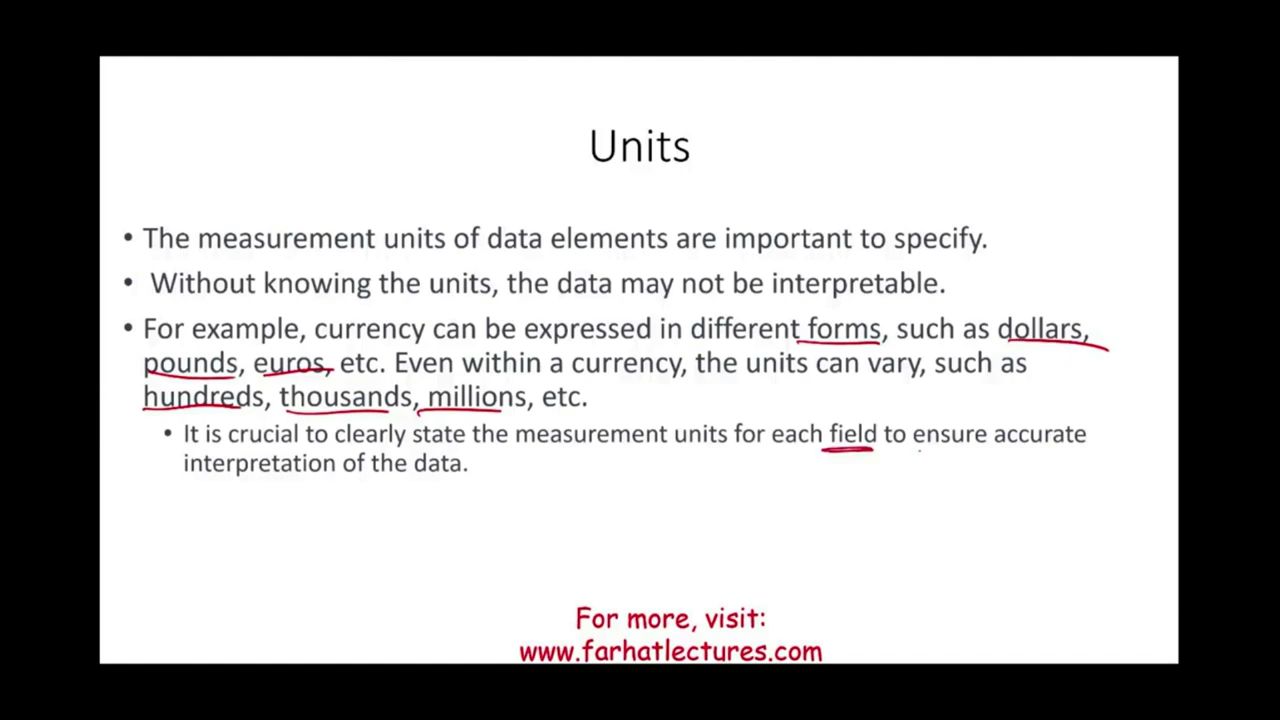 Units
• The measurement units of data elements are important to specify.
• Without knowing the units, the data may not be interpretable.
• For example, currency can be expressed in different forms, such as dollars,
pounds, euros, etc. Even within a currency, the units can vary, such as
hundreds, thousands, millions, etc.
• It is crucial to clearly state the measurement units for each field to ensure accurate
interpretation of the data.
For more, visit:
www.farhatlectures.com